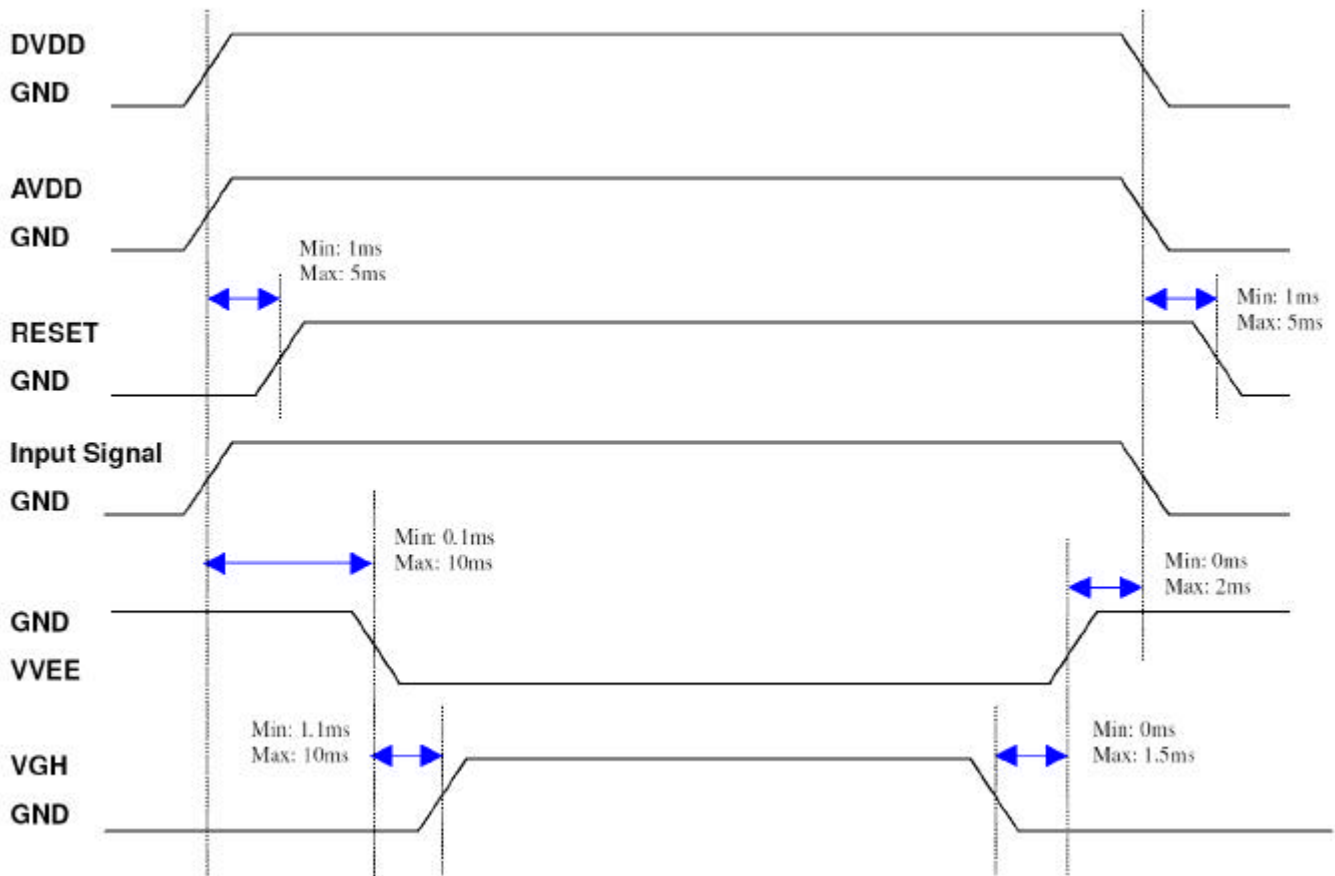 DVDD
GND
AVDD
GND
Min: 1ms
Max: 5ms
Min: 1ms
Max: 5ms
RESET
GND
Input Signal
GND
Min: 0.1ms
Max: 10ms
Min: 0ms
Max: 2ms
GND
VVEE
Min: 1.1ms
Max: 10ms
Min: 0ms
Max: 1.5ms
VGH
GND